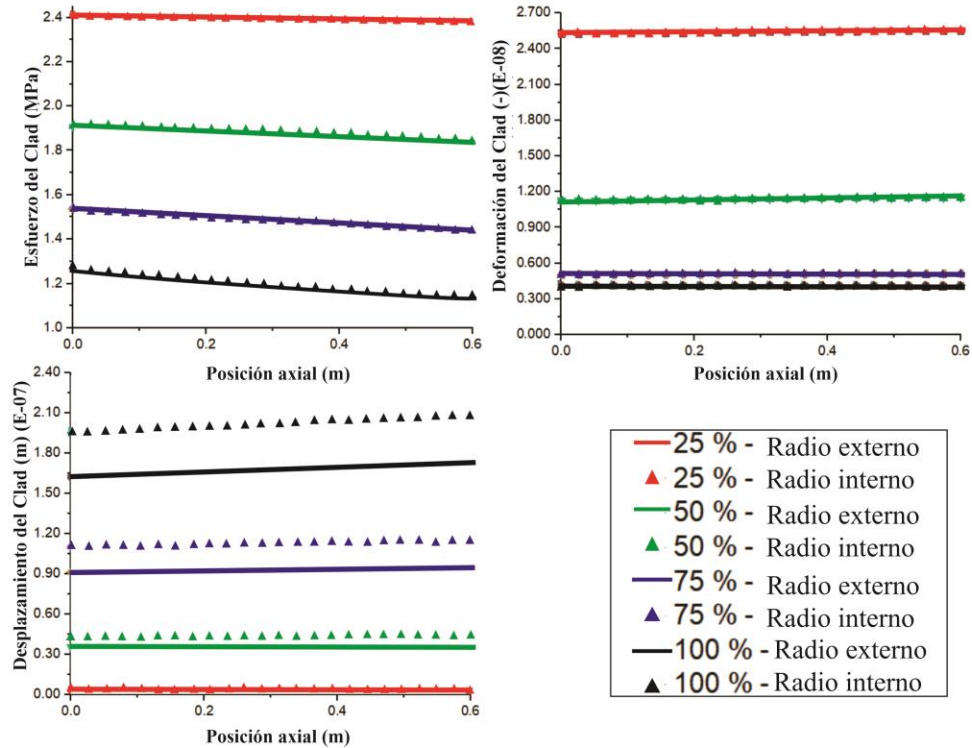 Esfuerzo del Clad (MPa)
2.4
2.2
1.9
1.6
1.4
1.2
1.0
0.0
0.2
0.4
0.6
Posición axial (m)
Deformación del Clad (-)(E-08)
2.700
2.700
2.400
2.100
1.800
1.500
1.200
0.900
0.600
0.300
0.000
0.0
0.2
0.4
0.6
Posición axial (m)
Desplazamiento del Clad (m) (E-07)
2.40
2.10
1.80
1.50
1.20
0.90
0.60
0.30
0.00
0.0
0.2
0.4
0.6
Posición axial (m)
25 % - Radio externo
25 % - Radio interno
50 % - Radio externo
50 % - Radio interno
75 % - Radio externo
75 % - Radio interno
100 % - Radio externo
100 % - Radio interno